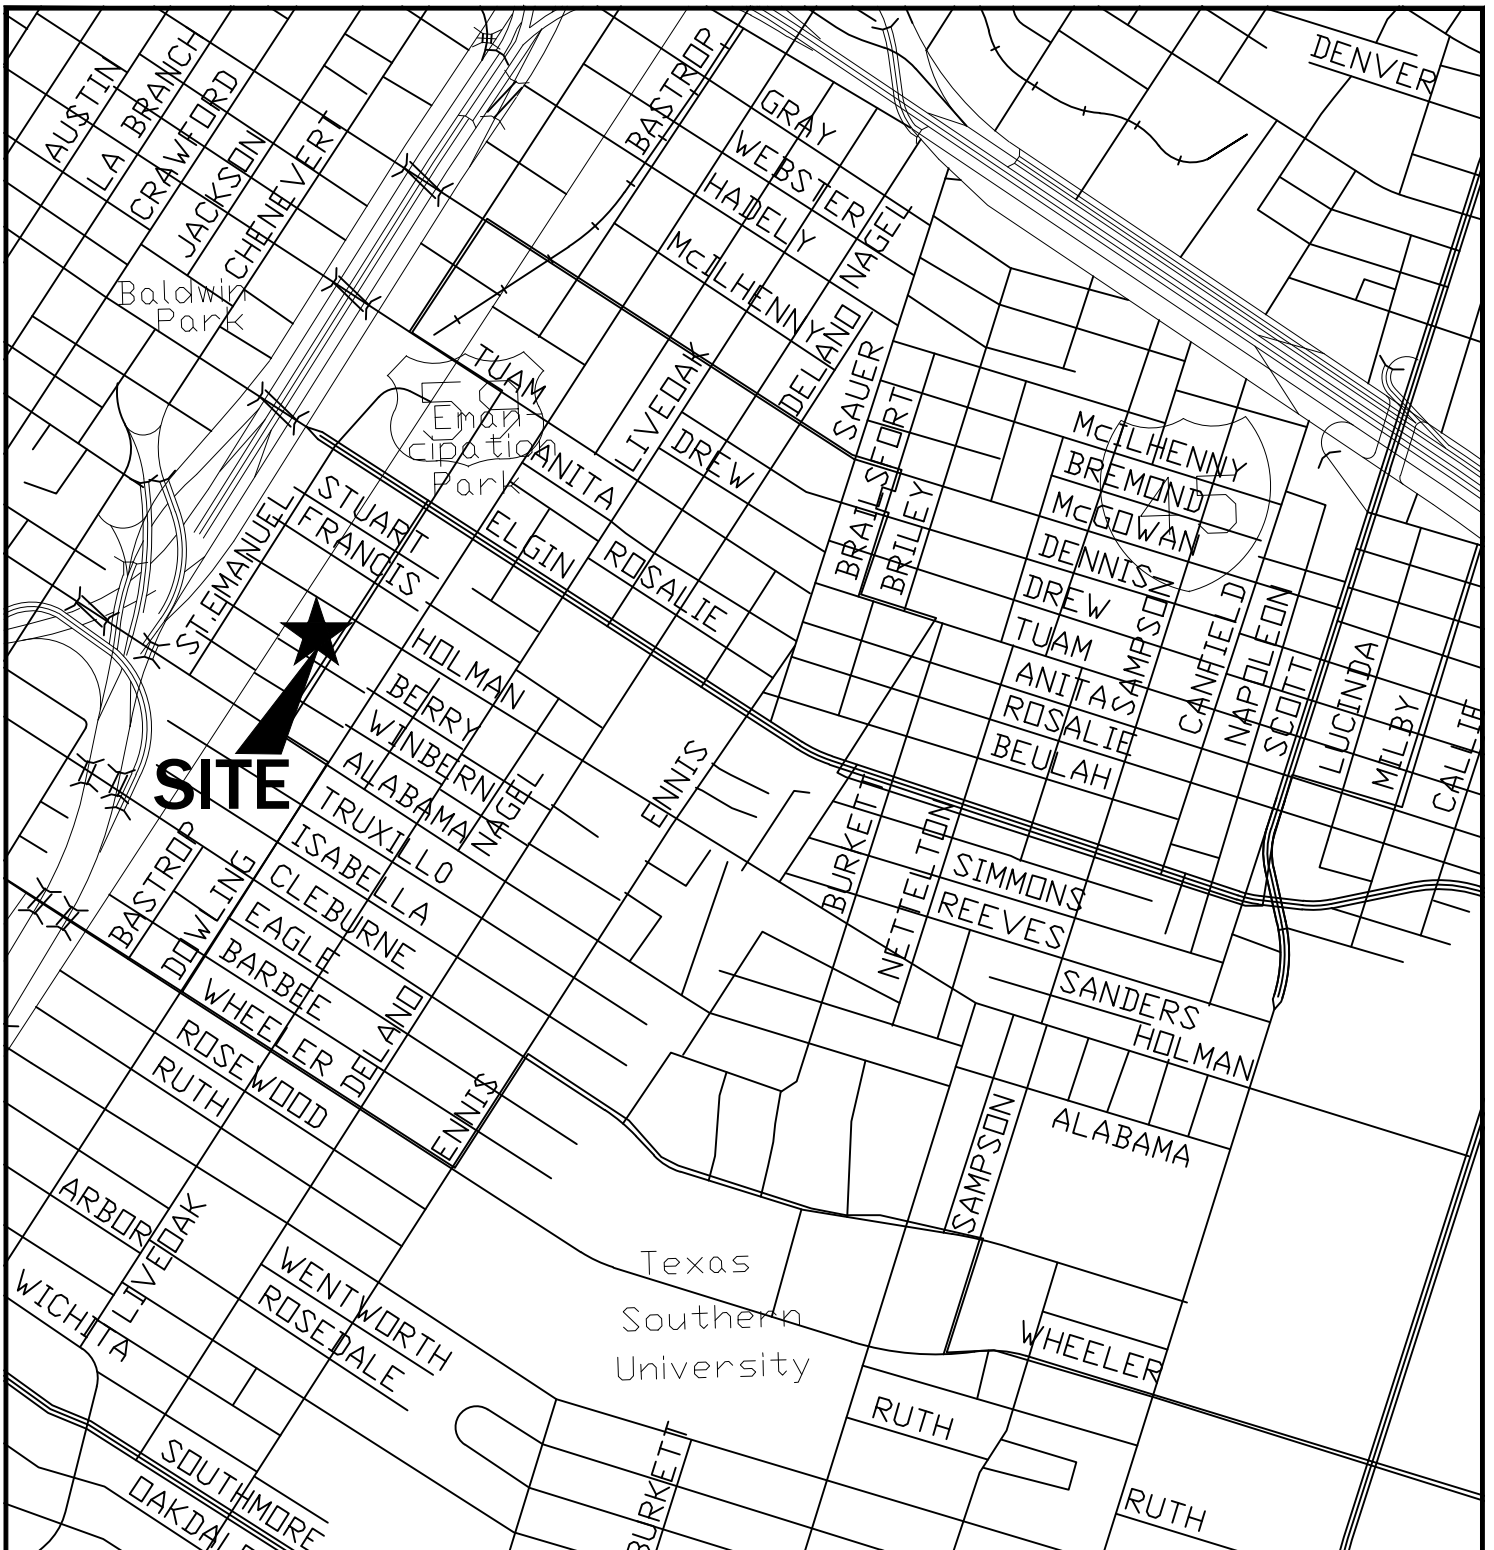 DENVER
AUSTIN
LA BRANCH
CRAWFORD
JACKSON
CHENEVERT
BASTROP
GRAY
WEBSTER
HADELY
McILHENNY
NAGEL
DELANO
SAUER
Baldwin
Park
TUAM
Eman-
cipation
Park
LIVEOAK
DREW
ANITA
ELGIN
ROSALIE
STUART
FRANCIS
ST.EMANUEL
BRAILSFORT
BRILEY
McILHENNY
BREMOND
McGOWAN
DENNIS
DREW
TUAM
ANITA
ROSALIE
BEULAH
SAMPSON
CANFIELD
NAPOLEON
SCOTT
LUCINDA
MILBY
CALLIE
HOLMAN
BERRY
WINBERN
ALABAMA
NAGEL
TRUXILLO
ISABELLA
CLEBURNE
EAGLE
BARBEE
WHEELER
ROSEWOOD
RUTH
SITE
BASTROP
DOWLING
DELANO
ENNIS
ENNIS
BURKETT
NETTELTON
SIMMONS
REEVES
SANDERS
HOLMAN
ALABAMA
SAMPSON
ARBOR
LIVEOAK
WICHITA
WENTWORTH
ROSEDALE
Texas
Southern
University
WHEELER
RUTH
RUTH
SOUTHMORE
BURKETT